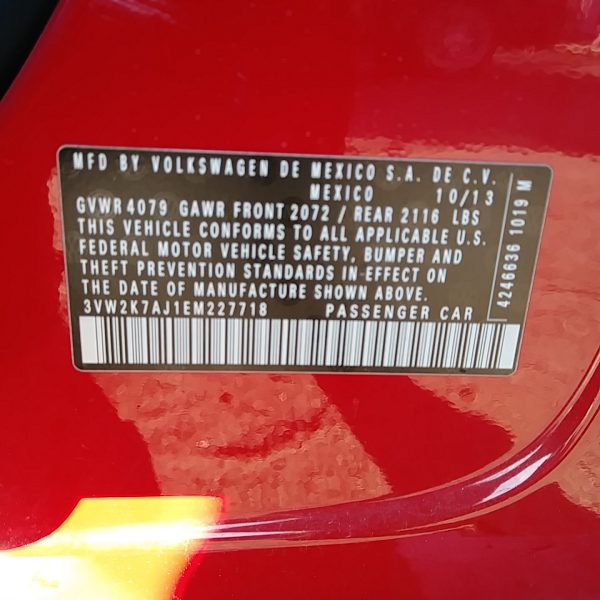 MFD BY VOLKSWAGEN DE MEXICO S.A. DE C.V.
MEXICO 10/13
GVWR 4079 GAWR FRONT 2072 / REAR 2116 LBS
THIS VEHICLE CONFORMS TO ALL APPLICABLE U.S.
FEDERAL MOTOR VEHICLE SAFETY, BUMPER AND
THEFT PREVENTION STANDARDS IN-EFFECT ON
THE DATE OF MANUFACTURE SHOWN ABOVE.
3VW2K7AJ1EM227718 PASSENGER CAR
4246636 1019 M